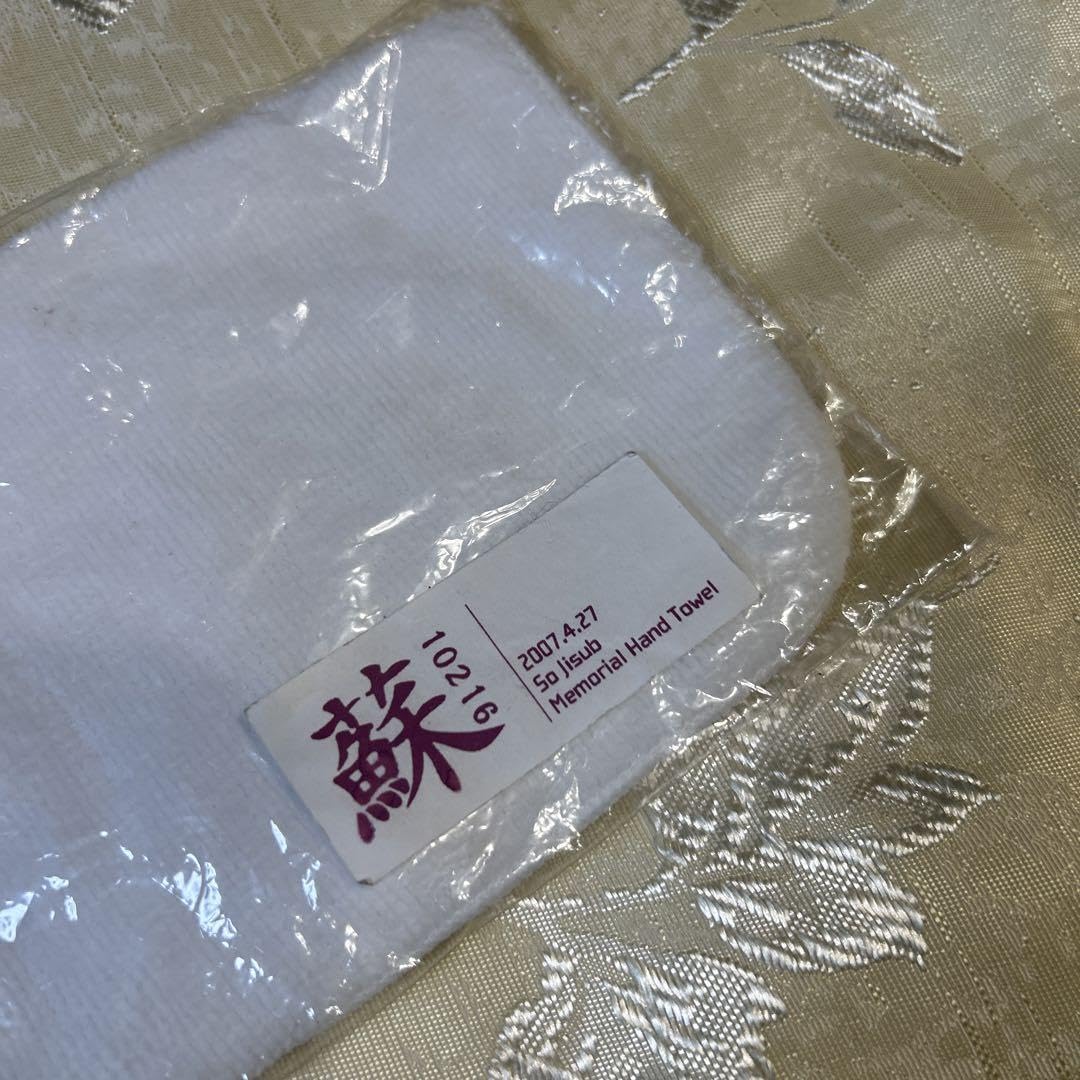 蘇
10216
2007.4.27
So Jisub
Memorial Hand Towel